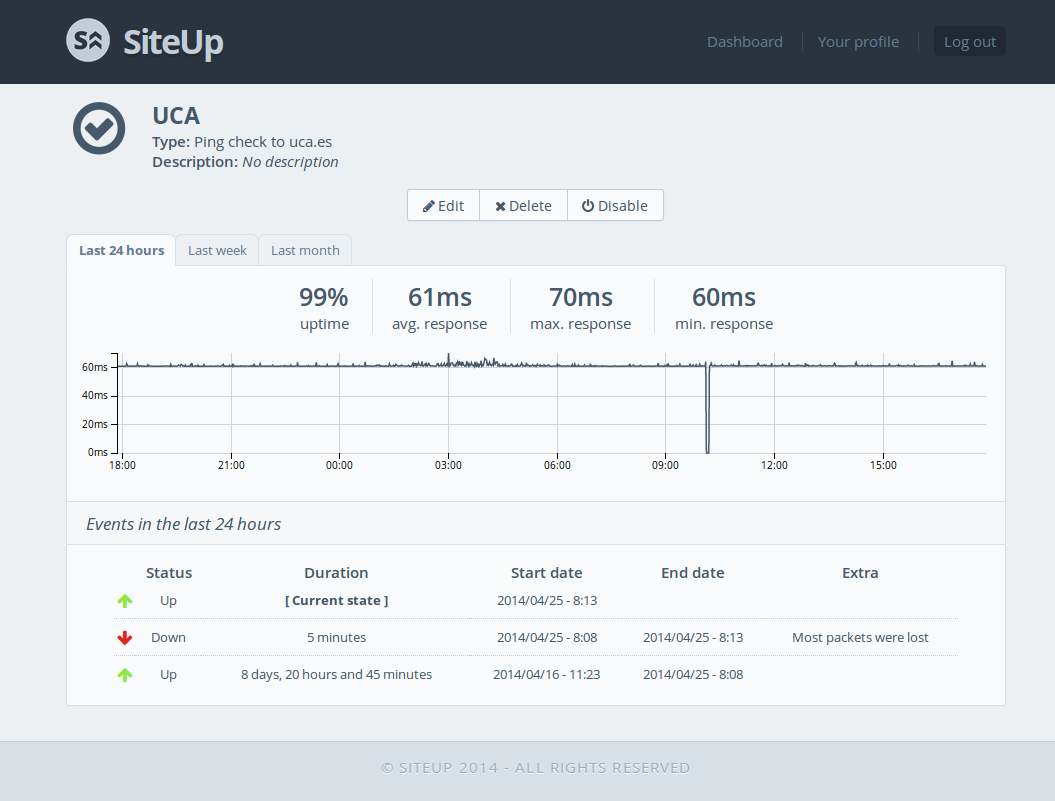 SiteUp
Dashboard
Your profile
Log out
UCA
Type: Ping check to uca.es
Description: No description
Edit
Delete
Disable
Last 24 hours
Last week
Last month
99%
uptime
61ms
avg. response
70ms
max. response
60ms
min. response
60ms
40ms
20ms
0ms
18:00 21:00 00:00 03:00 06:00 09:00 12:00 15:00
Events in the last 24 hours
Status Duration Start date End date Extra
Up [ Current state ] 2014/04/25 - 8:13
Down 5 minutes 2014/04/25 - 8:08 2014/04/25 - 8:13 Most packets were lost
Up 8 days, 20 hours and 45 minutes 2014/04/16 - 11:23 2014/04/25 - 8:08
© SITEUP 2014 - ALL RIGHTS RESERVED